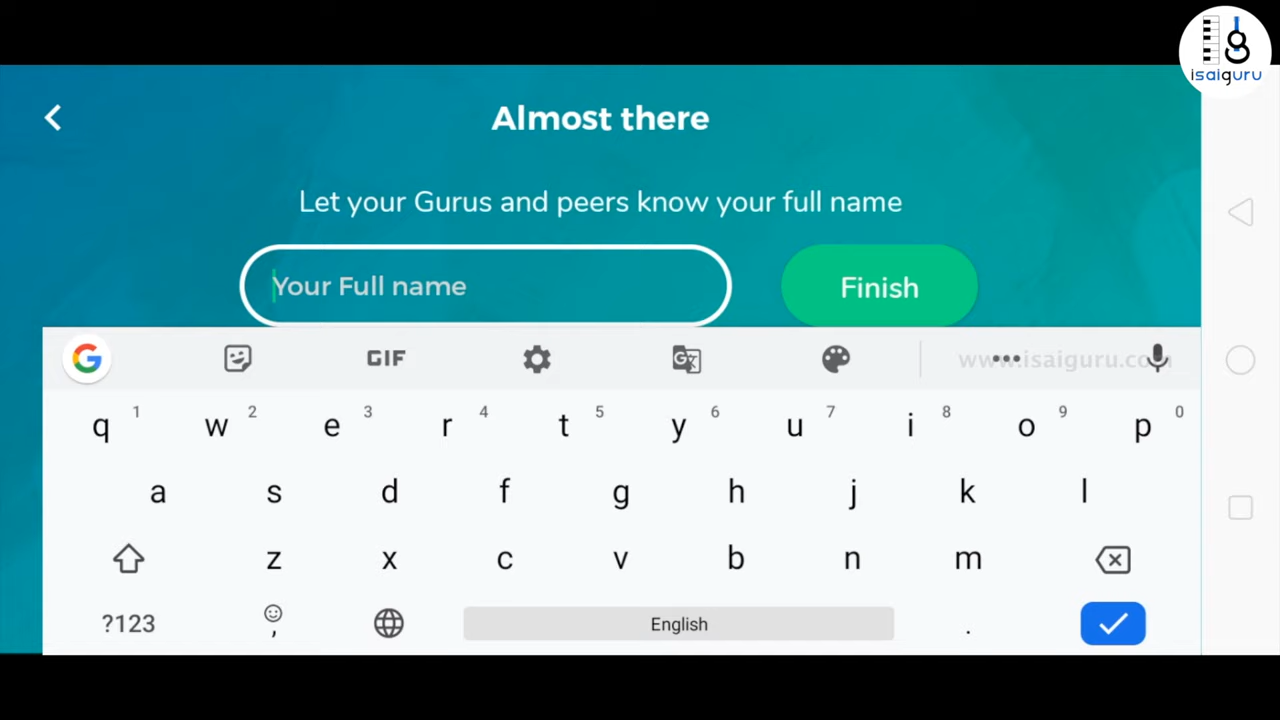 isaiguru
Almost there
Let your Gurus and peers know your full name
Your Full name
Finish
GIF
www.isaiguru.com
q 1 w 2 e 3 r 4 t 5 y 6 u 7 i 8 o 9 p 0
a s d f g h j k l
z x c v b n m
?123 , English .